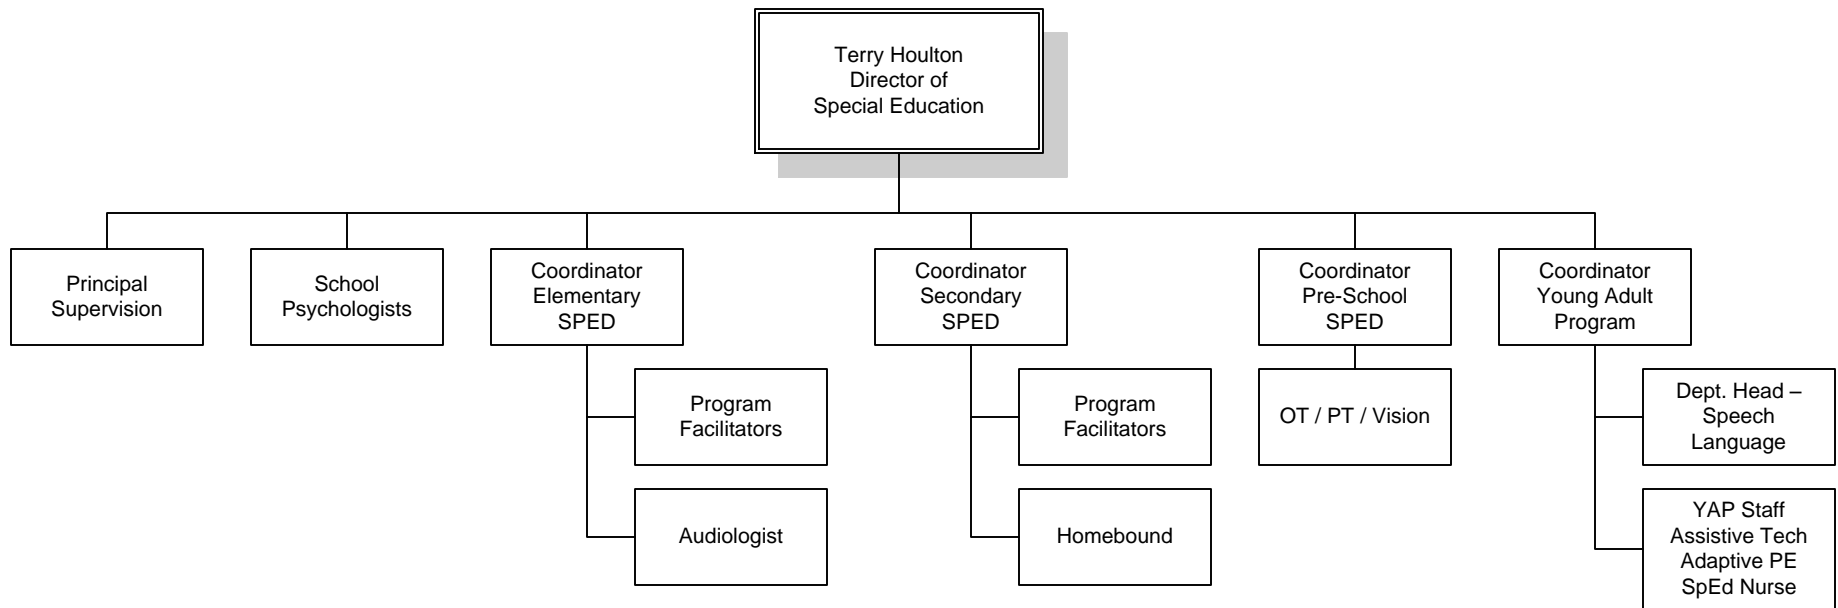 Terry Houlton
Director of
Special Education
Principal
Supervision
School
Psychologists
Coordinator
Elementary
SPED
Coordinator
Secondary
SPED
Coordinator
Pre-School
SPED
Coordinator
Young Adult
Program
Program
Facilitators
Program
Facilitators
OT / PT / Vision
Dept. Head –
Speech
Language
Audiologist
Homebound
YAP Staff
Assistive Tech
Adaptive PE
SpEd Nurse